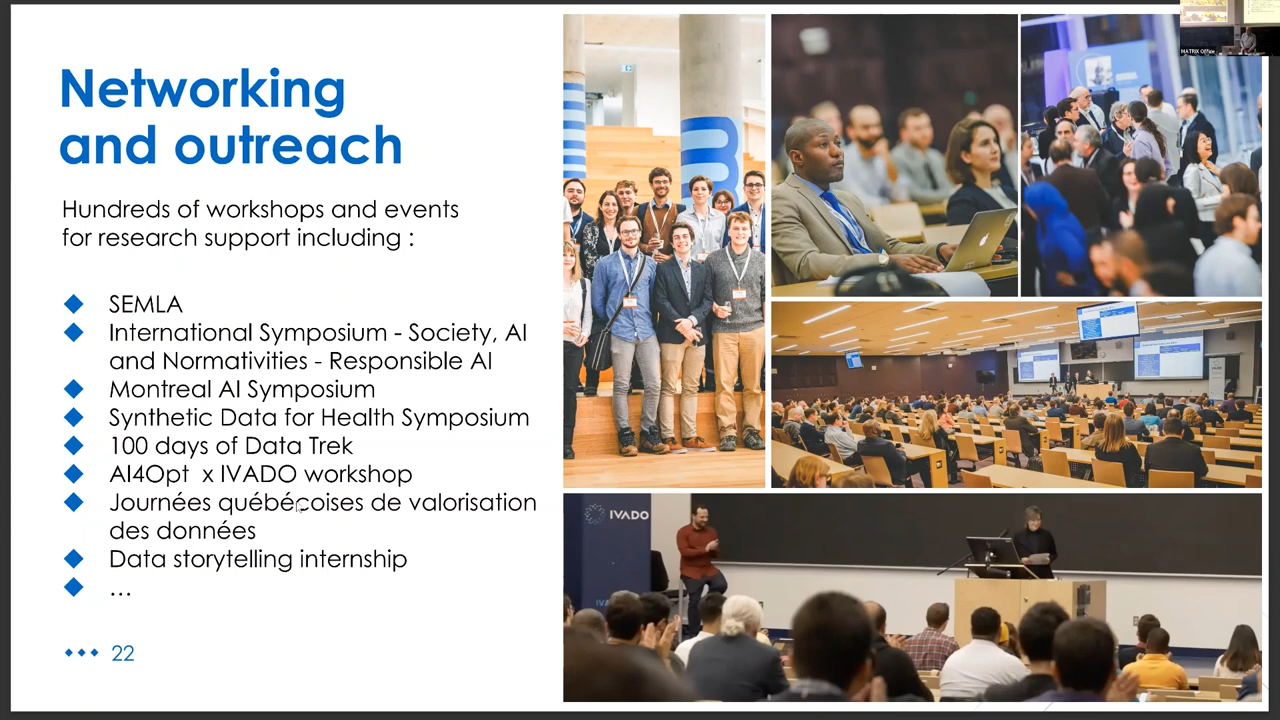 Networking
and outreach
Hundreds of workshops and events
for research support including :
SEMLA
International Symposium - Society, AI
and Normativities - Responsible AI
Montreal AI Symposium
Synthetic Data for Health Symposium
100 days of Data Trek
AI4Opt x IVADO workshop
Journées québécoises de valorisation
des données
Data storytelling internship
...
22
MATRIX Office
IVADO